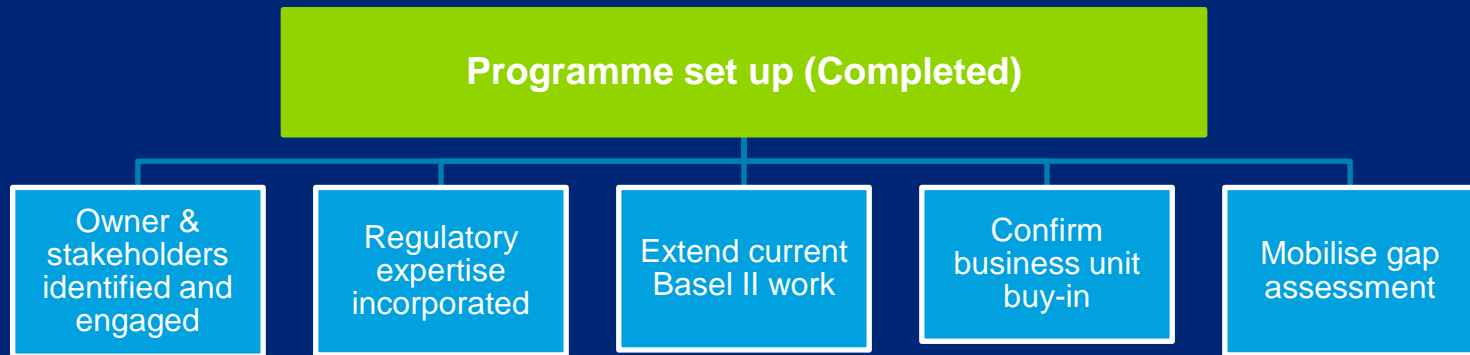 Programme set up (Completed)
Owner &
stakeholders
identified and
engaged
Regulatory
expertise
incorporated
Extend current
Basel II work
Confirm
business unit
buy-in
Mobilise gap
assessment